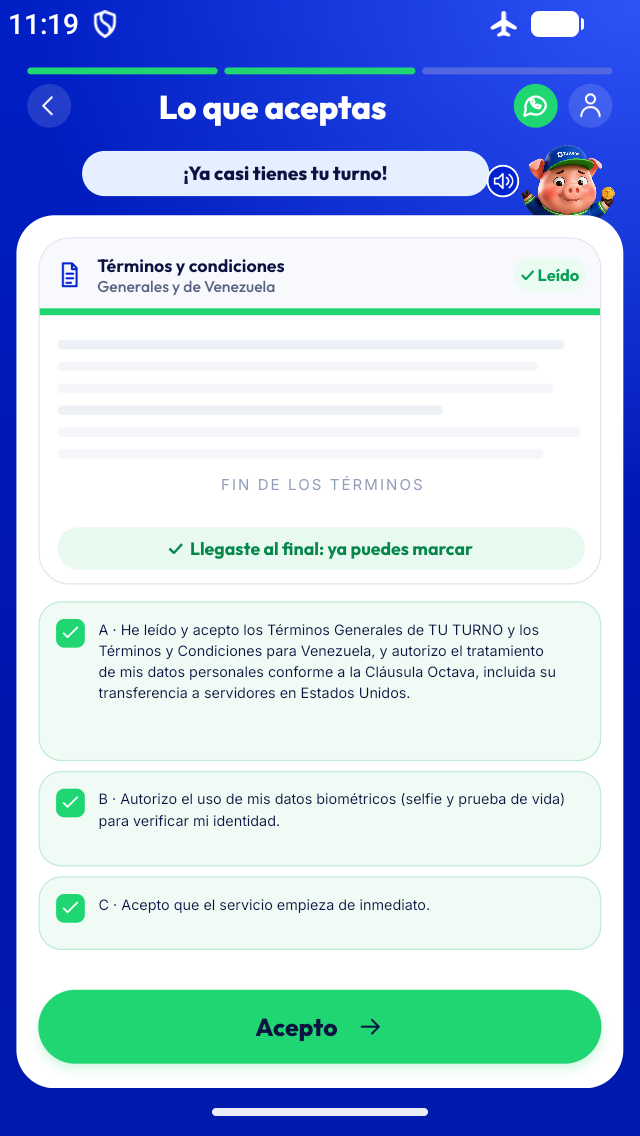 11:19
Lo que aceptas
¡Ya casi tienes tu turno!
Términos y condiciones
Generales y de Venezuela
Leído
FIN DE LOS TÉRMINOS
Llegaste al final: ya puedes marcar
A · He leído y acepto los Términos Generales de TU TURNO y los
Términos y Condiciones para Venezuela, y autorizo el tratamiento
de mis datos personales conforme a la Cláusula Octava, incluida su
transferencia a servidores en Estados Unidos.
B · Autorizo el uso de mis datos biométricos (selfie y prueba de vida)
para verificar mi identidad.
C · Acepto que el servicio empieza de inmediato.
Acepto